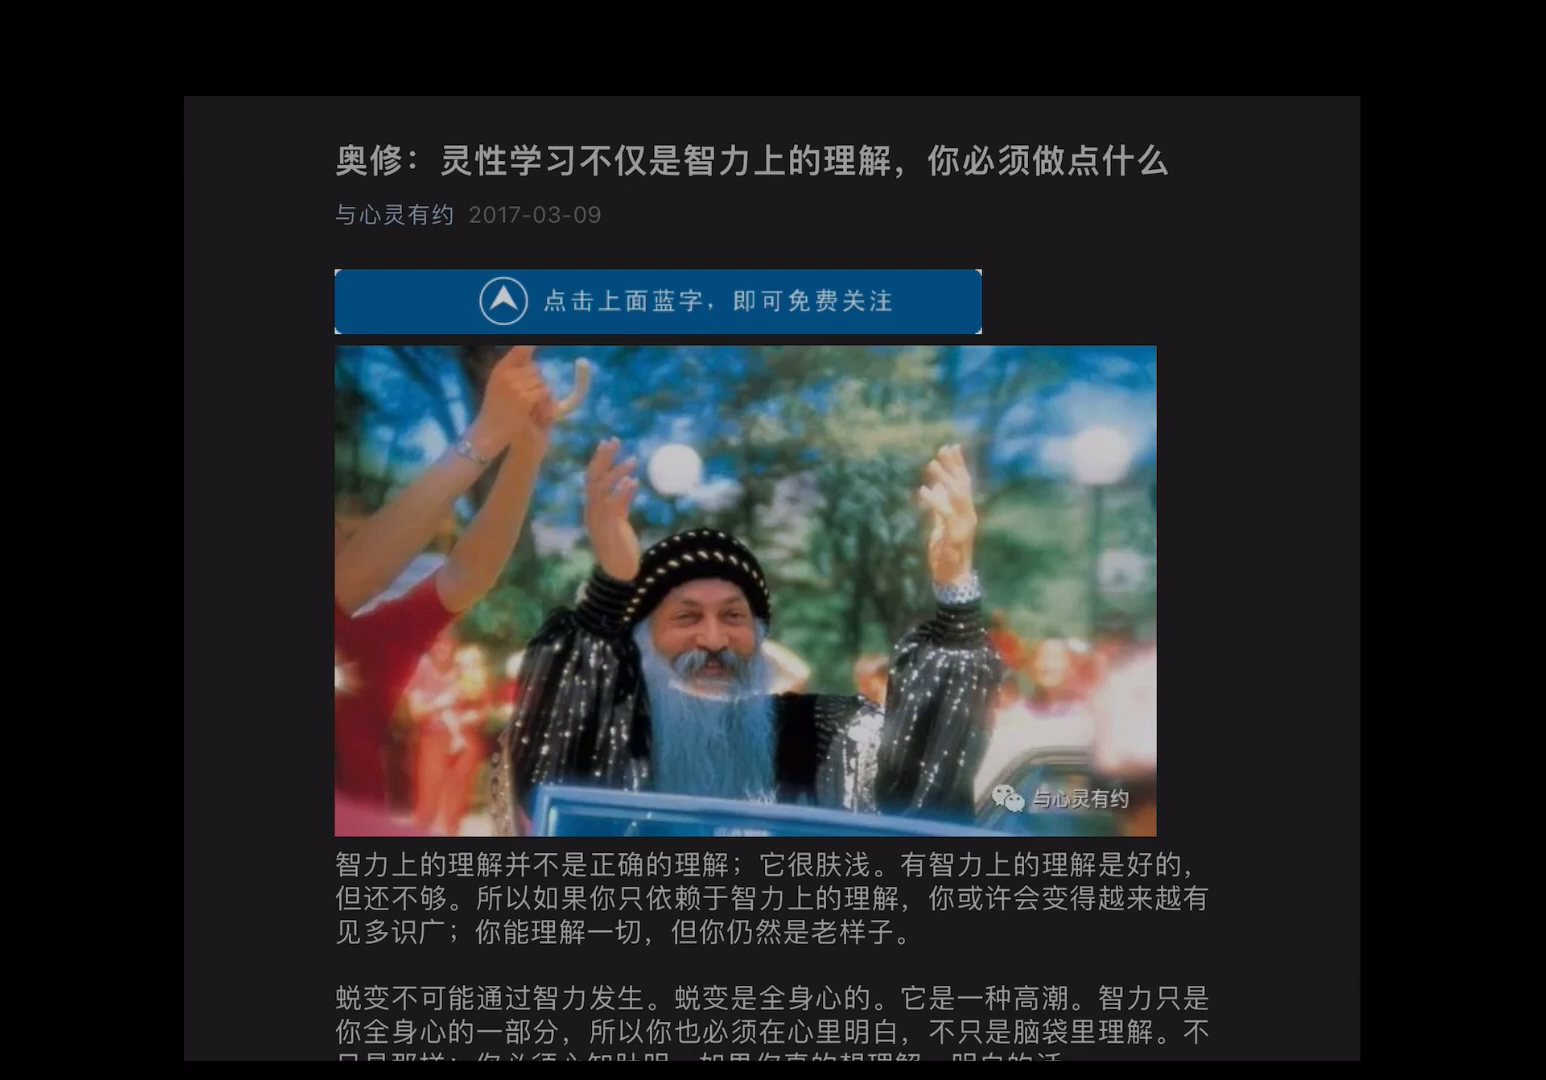 奥修：灵性学习不仅是智力上的理解，你必须做点什么
与心灵有约 2017-03-09
点击上面蓝字，即可免费关注
与心灵有约
智力上的理解并不是正确的理解；它很肤浅。有智力上的理解是好的，
但还不够。所以如果你只依赖于智力上的理解，你或许会变得越来越有
见多识广；你能理解一切，但你仍然是老样子。
蜕变不可能通过智力发生。蜕变是全身心的。它是一种高潮。智力只是
你全身心的一部分，所以你也必须在心里明白，不只是脑袋里理解。不